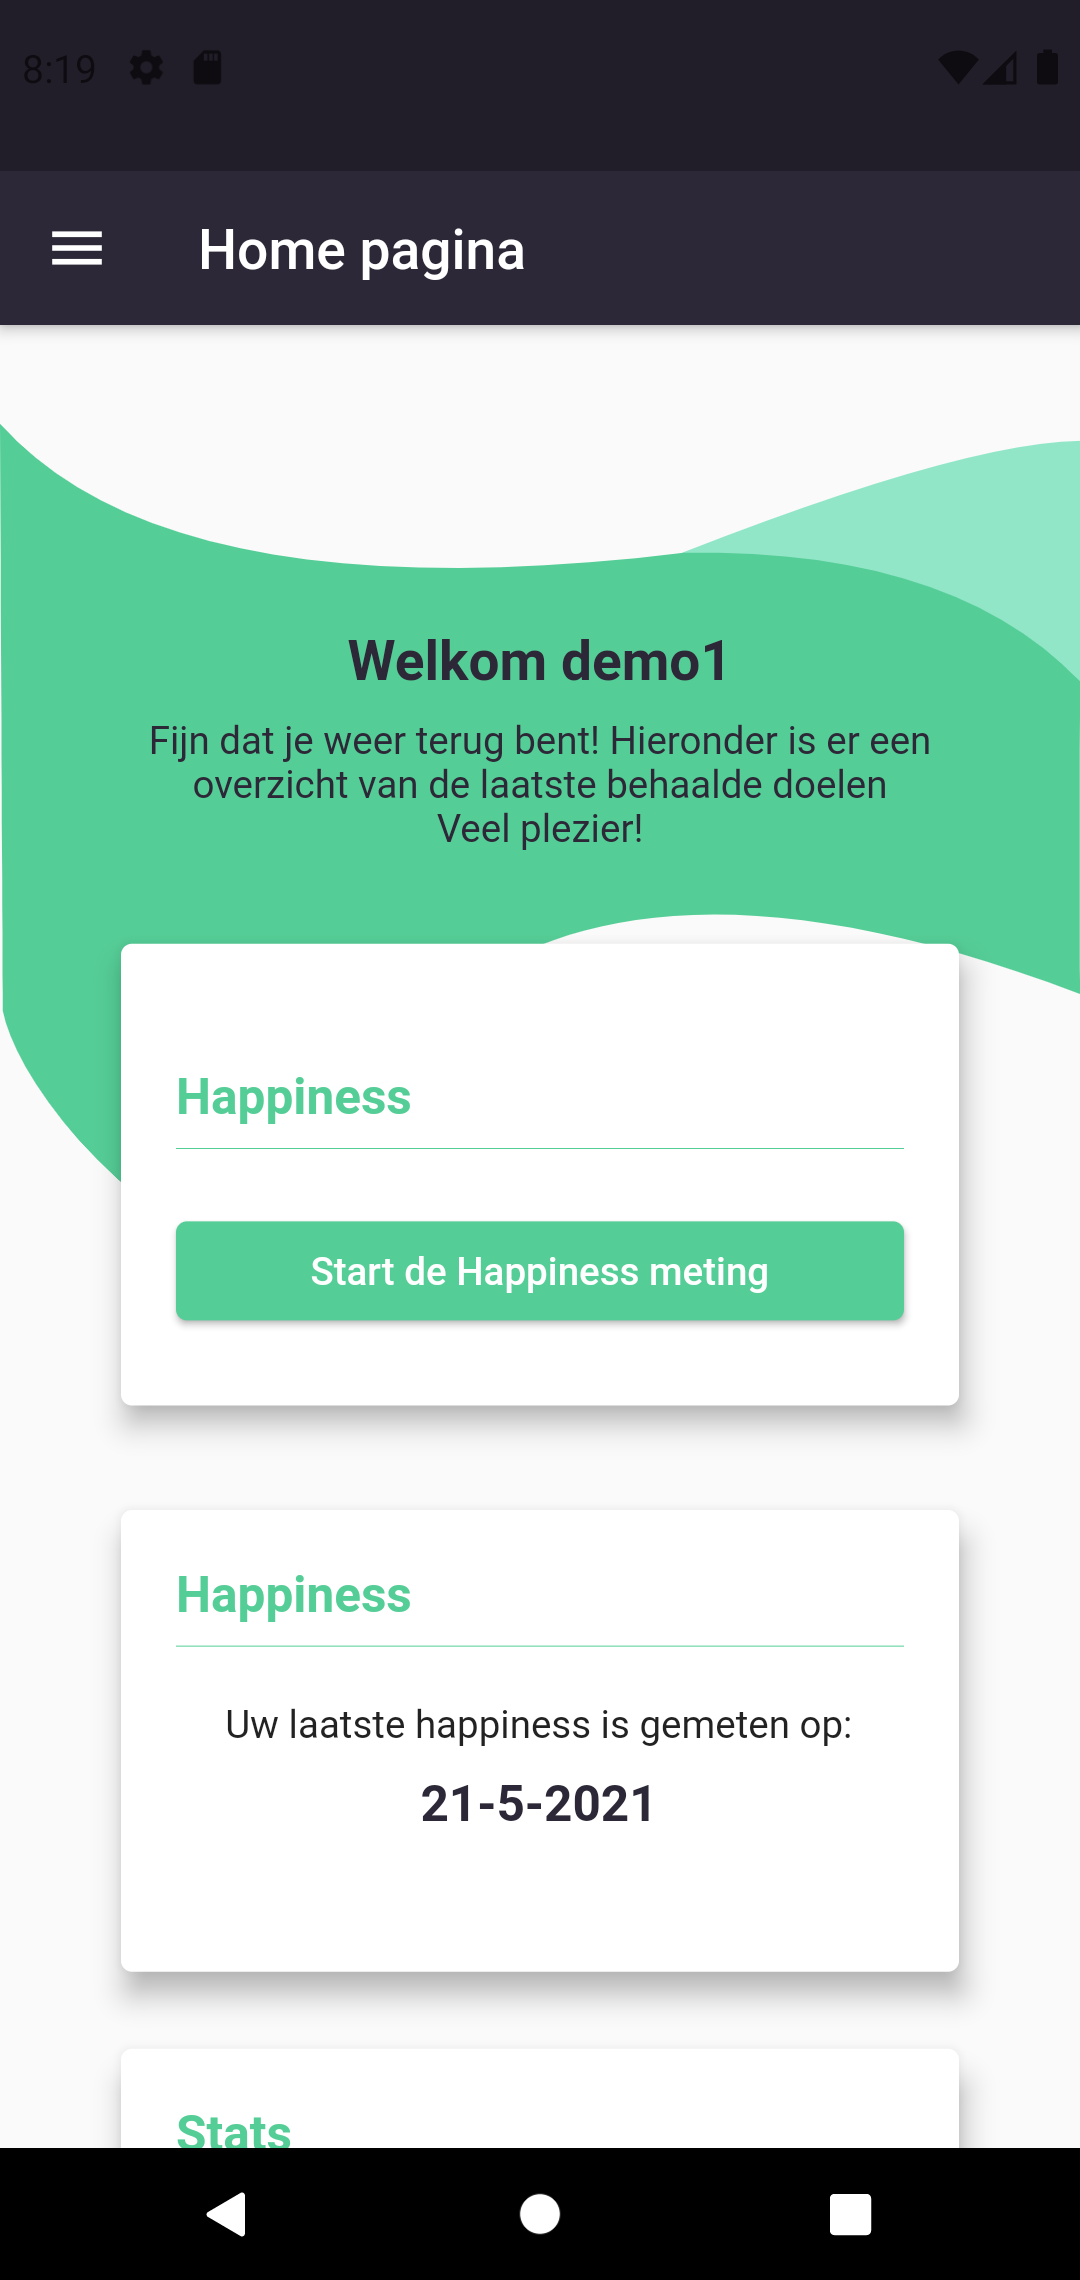 8:19
Home pagina
Welkom demo1
Fijn dat je weer terug bent! Hieronder is er een
overzicht van de laatste behaalde doelen
Veel plezier!
Happiness
Start de Happiness meting
Happiness
Uw laatste happiness is gemeten op:
21-5-2021
Stats